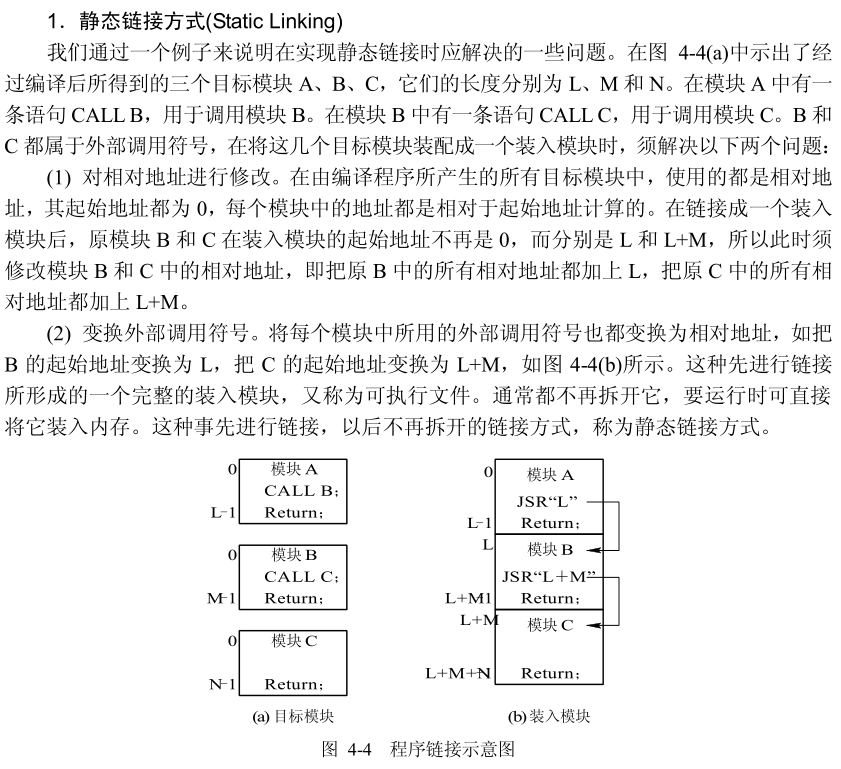 1．静态链接方式(Static Linking)
我们通过一个例子来说明在实现静态链接时应解决的一些问题。在图 4-4(a)中示出了经
过编译后所得到的三个目标模块 A、B、C，它们的长度分别为 L、M 和 N。在模块 A 中有一
条语句 CALL B，用于调用模块 B。在模块 B 中有一条语句 CALL C，用于调用模块 C。B 和
C 都属于外部调用符号，在将这几个目标模块装配成一个装入模块时，须解决以下两个问题：
(1) 对相对地址进行修改。在由编译程序所产生的所有目标模块中，使用的都是相对地
址，其起始地址都为 0，每个模块中的地址都是相对于起始地址计算的。在链接成一个装入
模块后，原模块 B 和 C 在装入模块的起始地址不再是 0，而分别是 L 和 L+M，所以此时须
修改模块 B 和 C 中的相对地址，即把原 B 中的所有相对地址都加上 L，把原 C 中的所有相
对地址都加上 L+M。
(2) 变换外部调用符号。将每个模块中所用的外部调用符号也都变换为相对地址，如把
B 的起始地址变换为 L，把 C 的起始地址变换为 L+M，如图 4-4(b)所示。这种先进行链接
所形成的一个完整的装入模块，又称为可执行文件。通常都不再拆开它，要运行时可直接
将它装入内存。这种事先进行链接，以后不再拆开的链接方式，称为静态链接方式。
0 模块 A
CALL B；
L-1 Return；
0 模块 B
CALL C；
M-1 Return；
0 模块 C
N-1 Return；
(a) 目标模块
0 模块 A
JSR“L”
L-1 Return；
L 模块 B
JSR“L＋M”
L+M1 Return；
L+M 模块 C
L+M+N Return；
(b) 装入模块
图 4-4 程序链接示意图